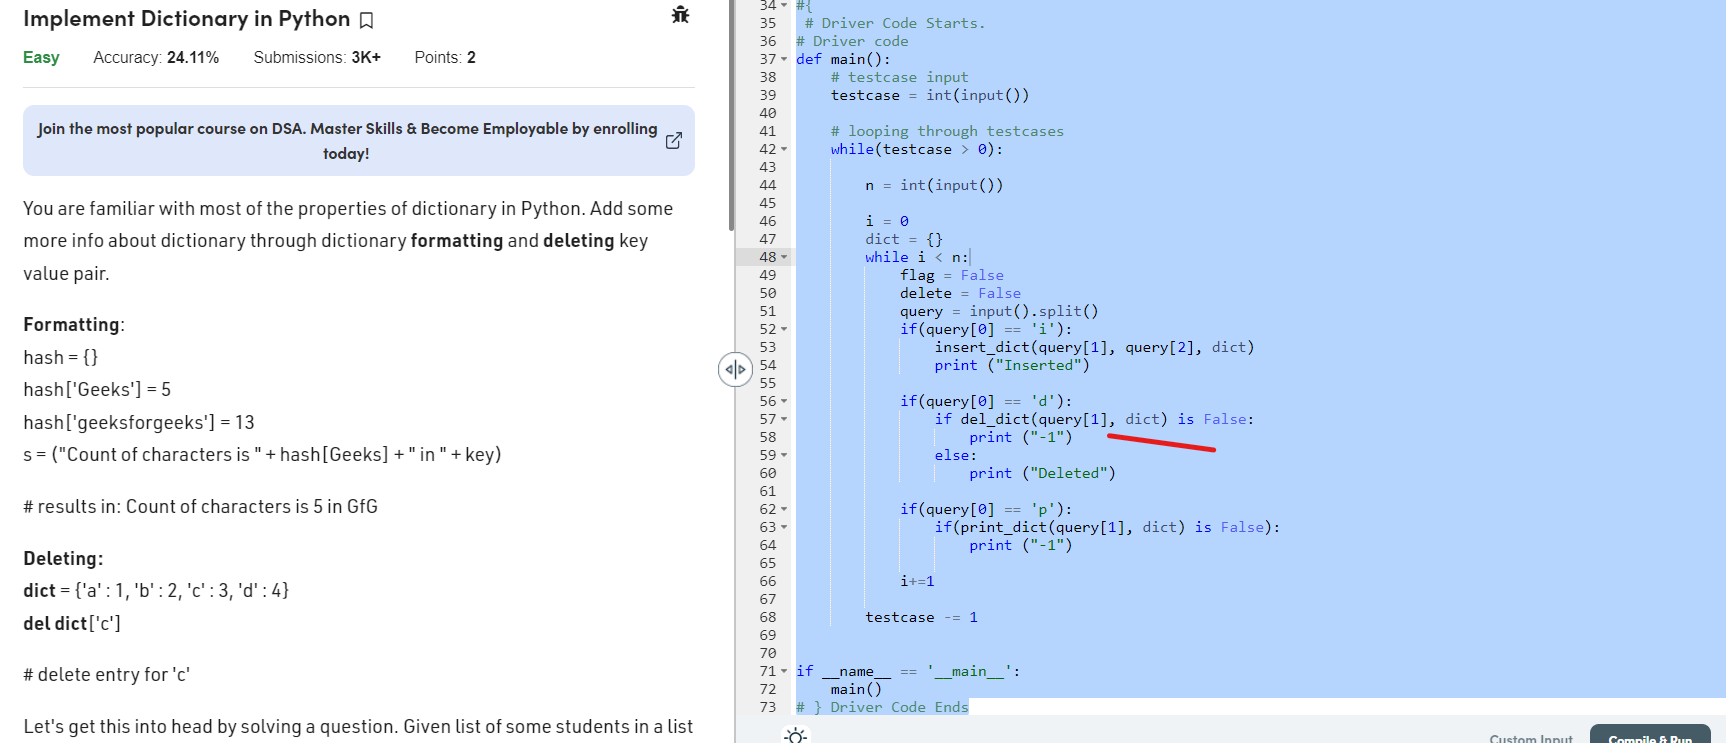 Implement Dictionary in Python
Easy Accuracy: 24.11% Submissions: 3K+ Points: 2
Join the most popular course on DSA. Master Skills & Become Employable by enrolling
today!
You are familiar with most of the properties of dictionary in Python. Add some
more info about dictionary through dictionary formatting and deleting key
value pair.
Formatting:
hash = {}
hash['Geeks'] = 5
hash['geeksforgeeks'] = 13
s = ("Count of characters is " + hash[Geeks] + " in " + key)
# results in: Count of characters is 5 in GfG
Deleting:
dict = {'a' : 1, 'b' : 2, 'c' : 3, 'd' : 4}
del dict['c']
# delete entry for 'c'
Let's get this into head by solving a question. Given list of some students in a list
34 #{
35 # Driver Code Starts.
36 # Driver code
37 def main():
38 # testcase input
39 testcase = int(input())
40
41 # looping through testcases
42 while(testcase > 0):
43
44 n = int(input())
45
46 i = 0
47 dict = {}
48 while i < n:
49 flag = False
50 delete = False
51 query = input().split()
52 if(query[0] == 'i'):
53 insert_dict(query[1], query[2], dict)
54 print ("Inserted")
55
56 if(query[0] == 'd'):
57 if del_dict(query[1], dict) is False:
58 print ("-1")
59 else:
60 print ("Deleted")
61
62 if(query[0] == 'p'):
63 if(print_dict(query[1], dict) is False):
64 print ("-1")
65
66 i+=1
67
68 testcase -= 1
69
70
71 if __name__ == '__main__':
72 main()
73 # } Driver Code Ends
Custom Input Compile & Run